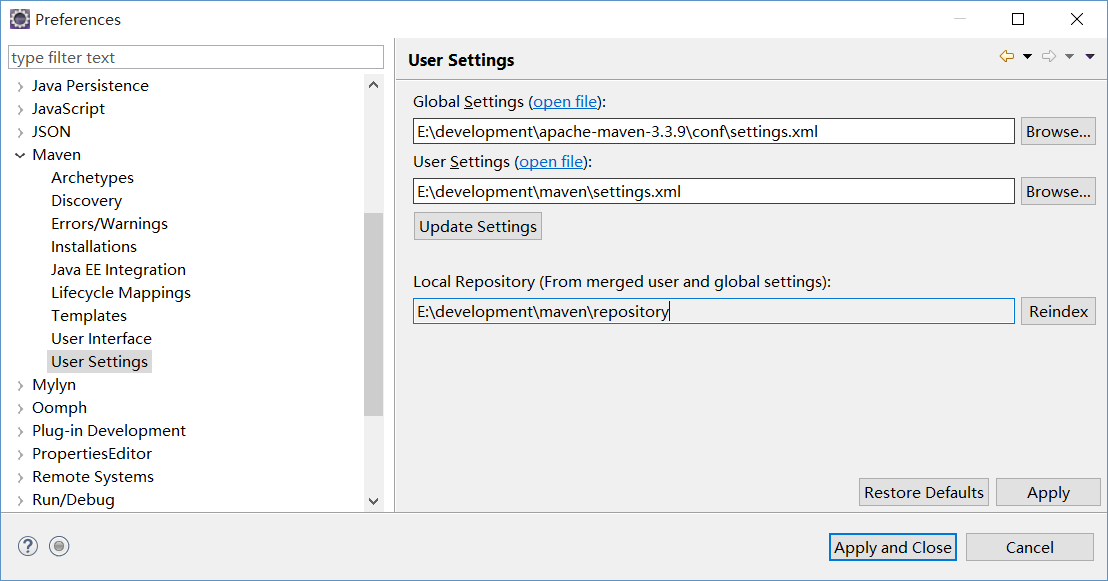 Preferences
type filter text
Java Persistence
JavaScript
JSON
Maven
Archetypes
Discovery
Errors/Warnings
Installations
Java EE Integration
Lifecycle Mappings
Templates
User Interface
User Settings
Mylyn
Oomph
Plug-in Development
PropertiesEditor
Remote Systems
Run/Debug
User Settings
Global Settings (open file):
E:\development\apache-maven-3.3.9\conf\settings.xml Browse...
User Settings (open file):
E:\development\maven\settings.xml Browse...
Update Settings
Local Repository (From merged user and global settings):
E:\development\maven\repository Reindex
Restore Defaults Apply
? Apply and Close Cancel